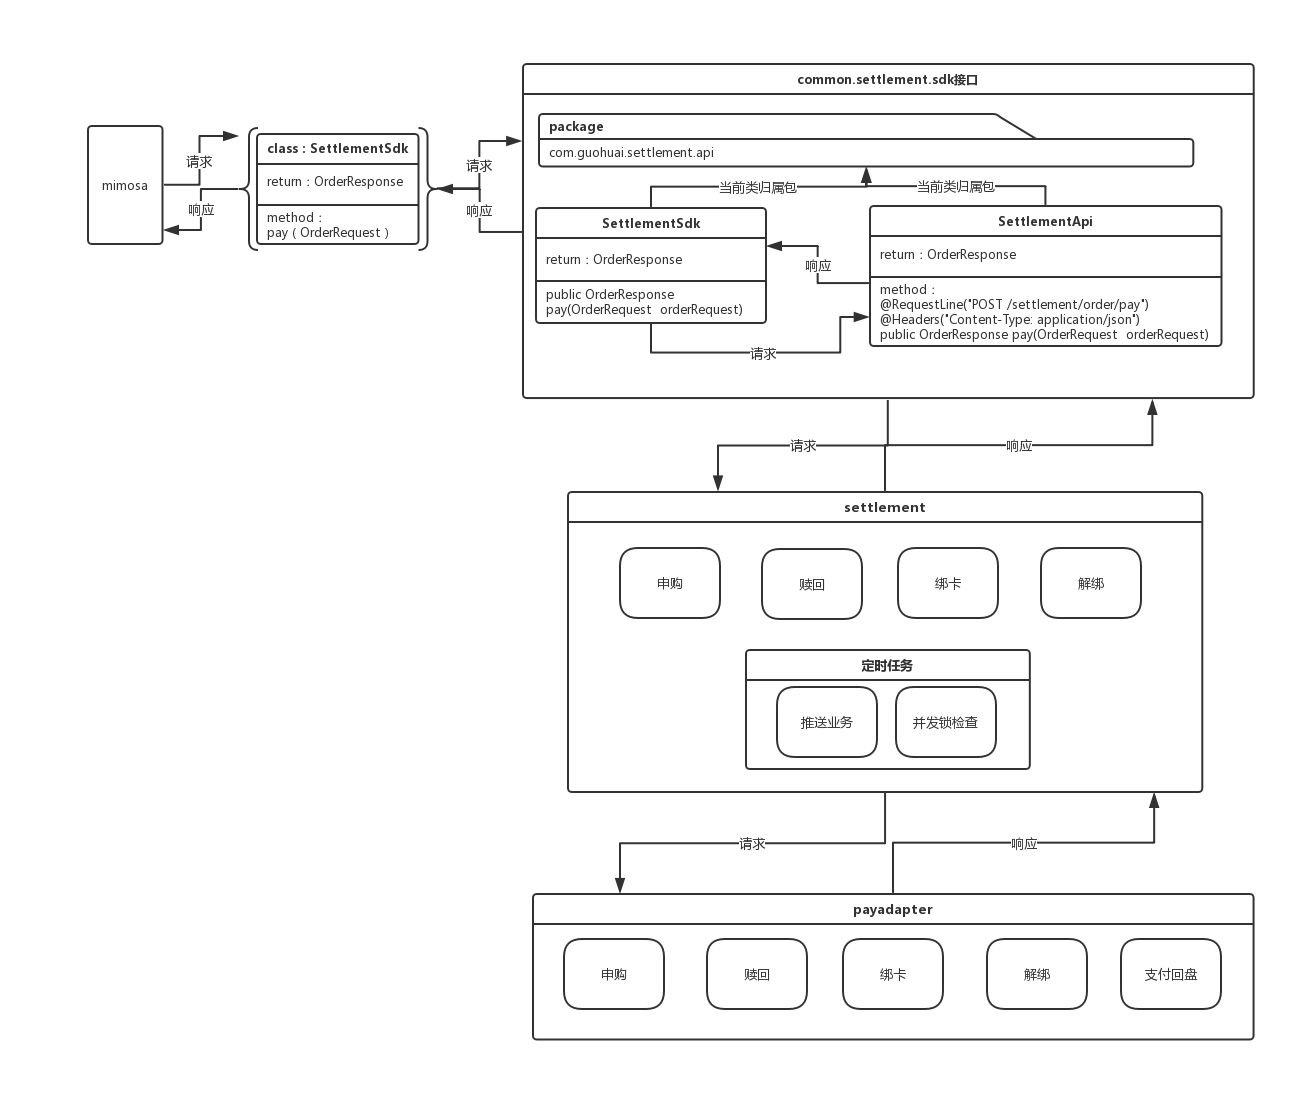 common.settlement.sdk接口
package
com.guohuai.settlement.api
mimosa
请求
响应
class : SettlementSdk
return : OrderResponse
method :
pay ( OrderRequest )
请求
响应
当前类归属包
当前类归属包
SettlementSdk
return : OrderResponse
public OrderResponse
pay(OrderRequest orderRequest)
响应
请求
SettlementApi
return : OrderResponse
method :
@RequestLine("POST /settlement/order/pay")
@Headers("Content-Type: application/json")
public OrderResponse pay(OrderRequest orderRequest)
请求
响应
settlement
申购
赎回
绑卡
解绑
定时任务
推送业务
并发锁检查
请求
响应
payadapter
申购
赎回
绑卡
解绑
支付回盘